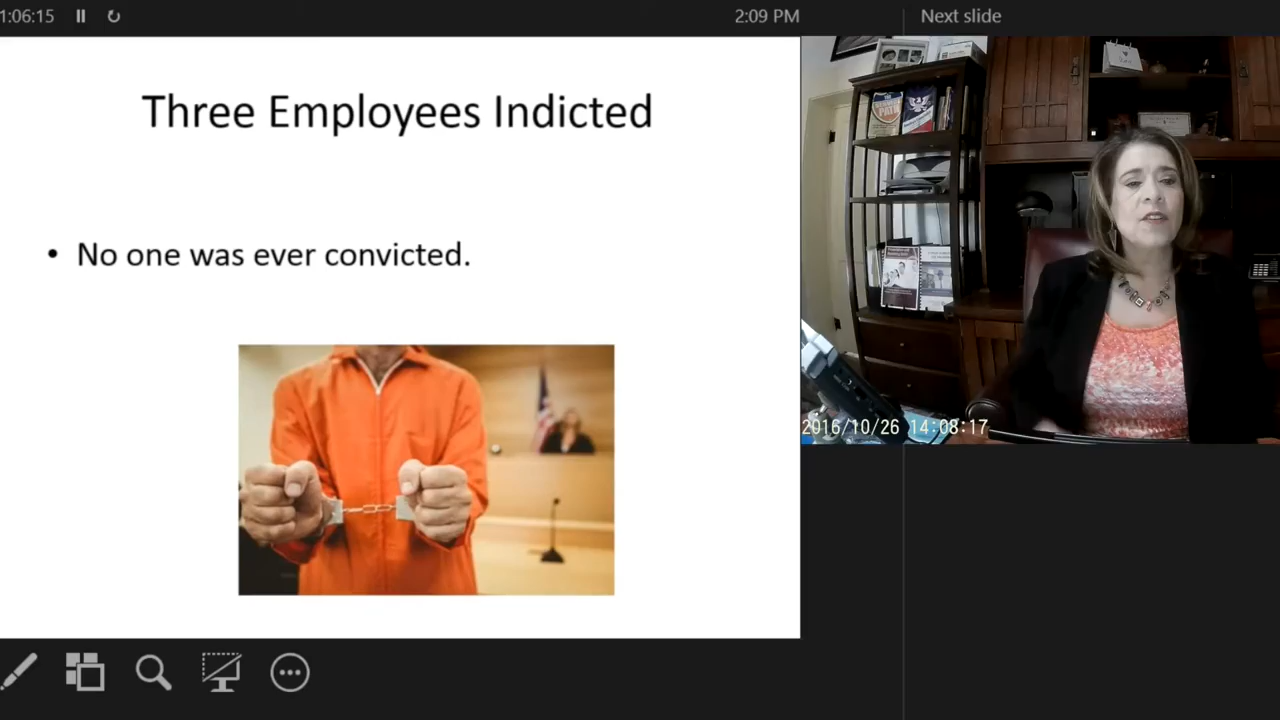 1:06:15
2:09 PM
Next slide
Three Employees Indicted
• No one was ever convicted.
2016/10/26 14:08:17